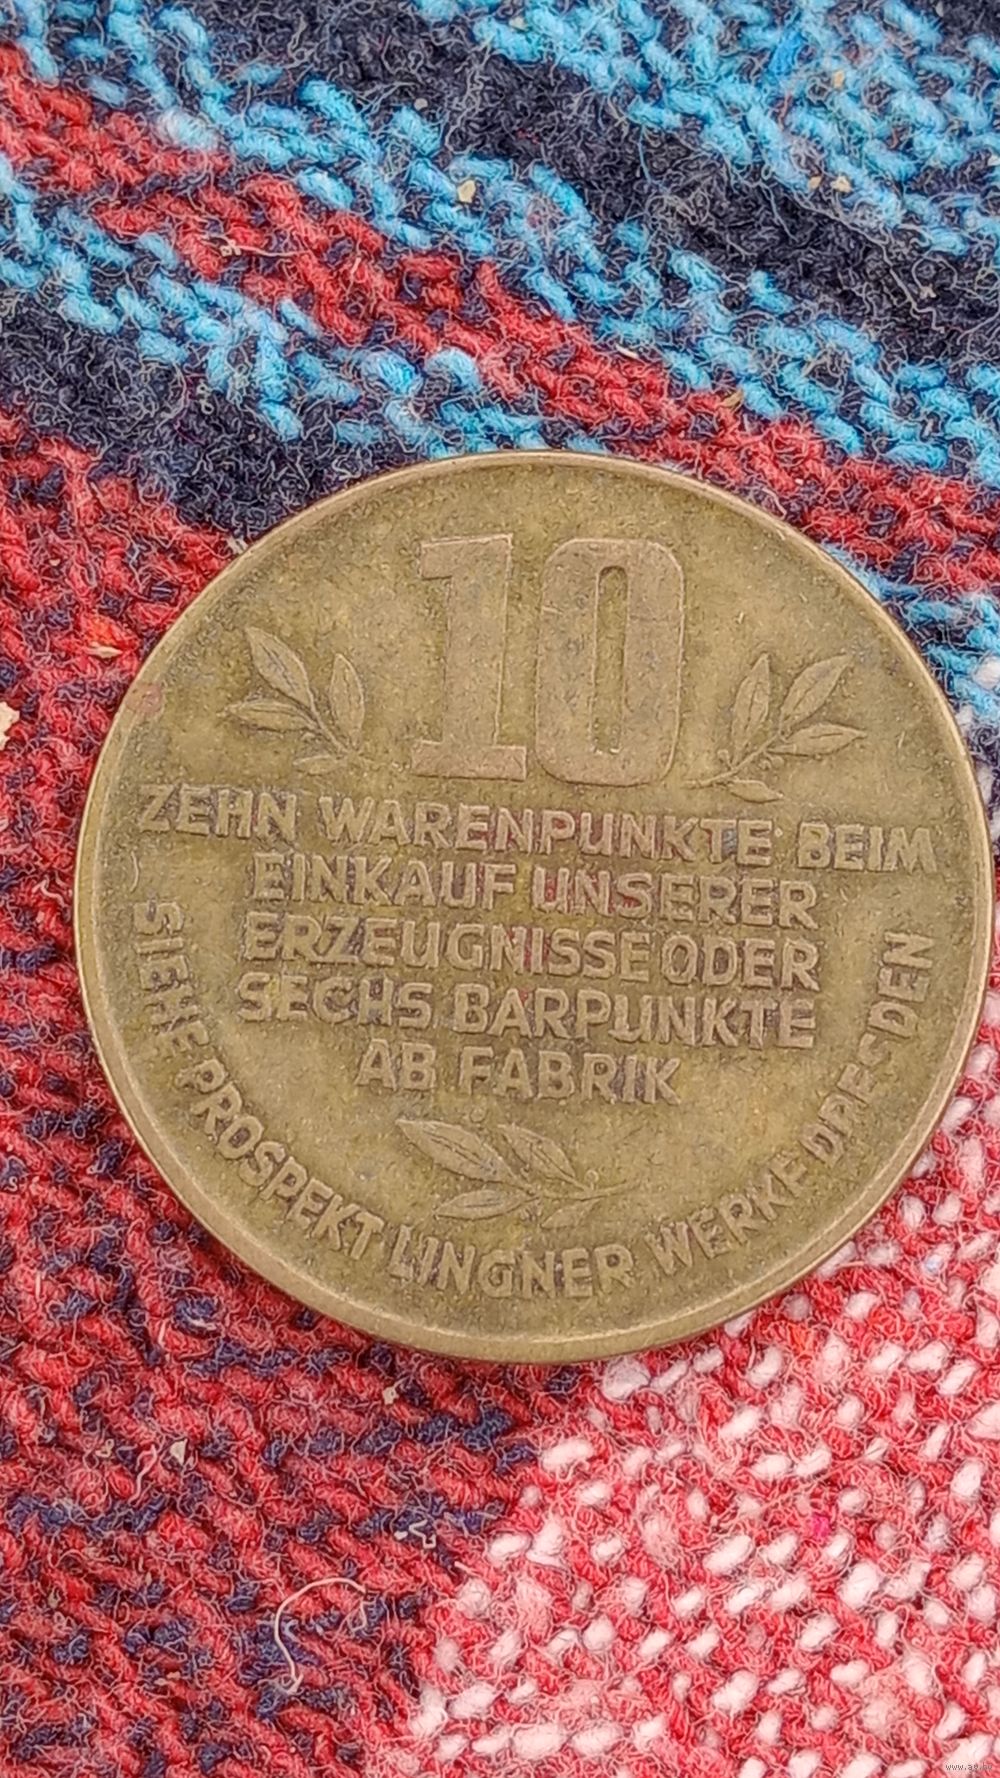 10
ZEHN WARENPUNKTE BEIM
EINKAUF UNSERER
ERZEUGNISSE ODER
SECHS BARPUNKTE
AB FABRIK
SIEHE PROSPEKT LINGNER WERKE DRESDEN